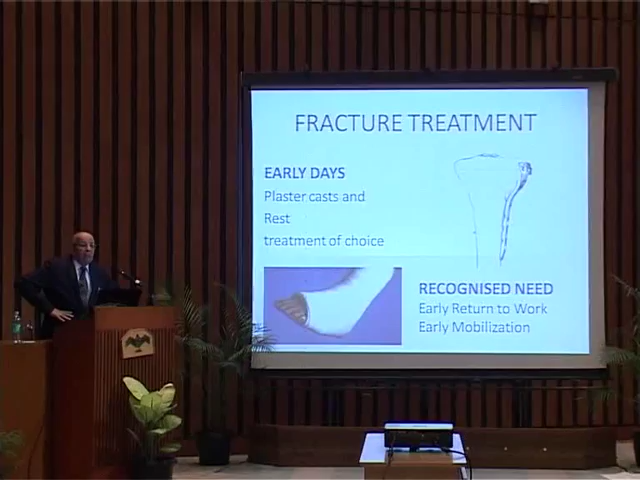 FRACTURE TREATMENT
EARLY DAYS
Plaster casts and
Rest
treatment of choice
RECOGNISED NEED
Early Return to Work
Early Mobilization